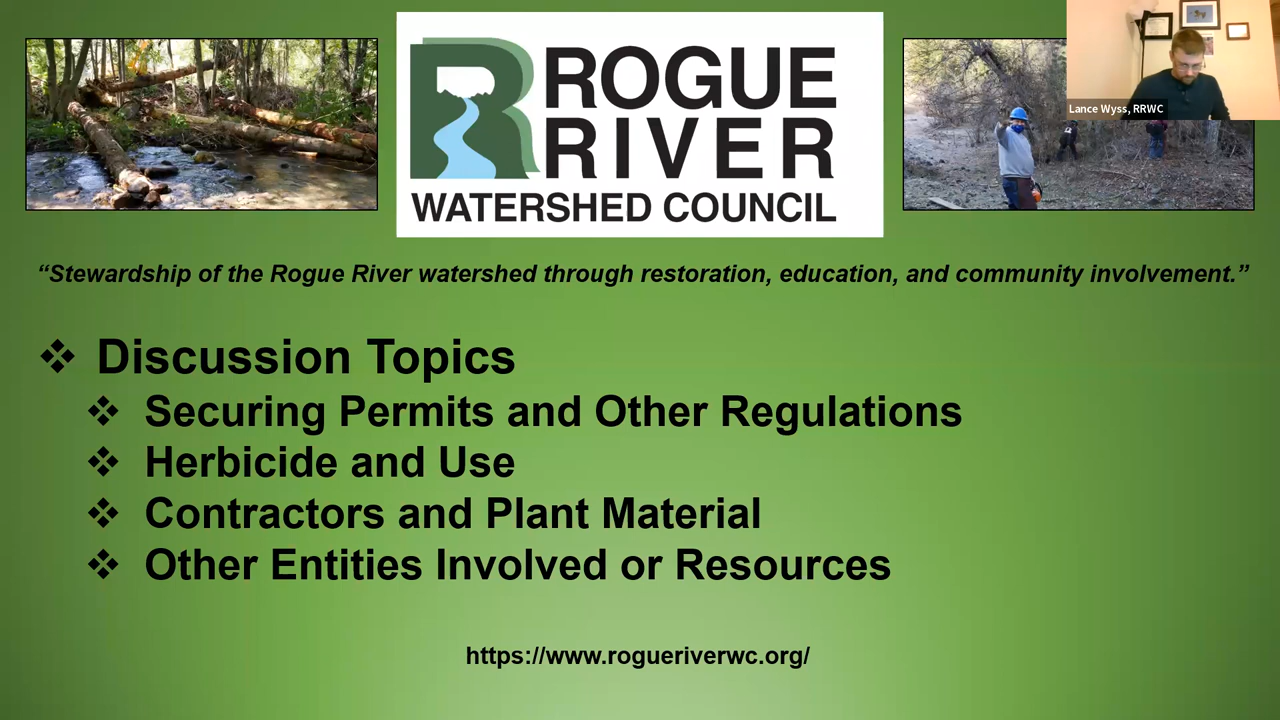 ROGUE
RIVER
WATERSHED COUNCIL
Lance Wyss, RRWC
“Stewardship of the Rogue River watershed through restoration, education, and community involvement.”
❖ Discussion Topics
❖ Securing Permits and Other Regulations
❖ Herbicide and Use
❖ Contractors and Plant Material
❖ Other Entities Involved or Resources
https://www.rogueriverwc.org/